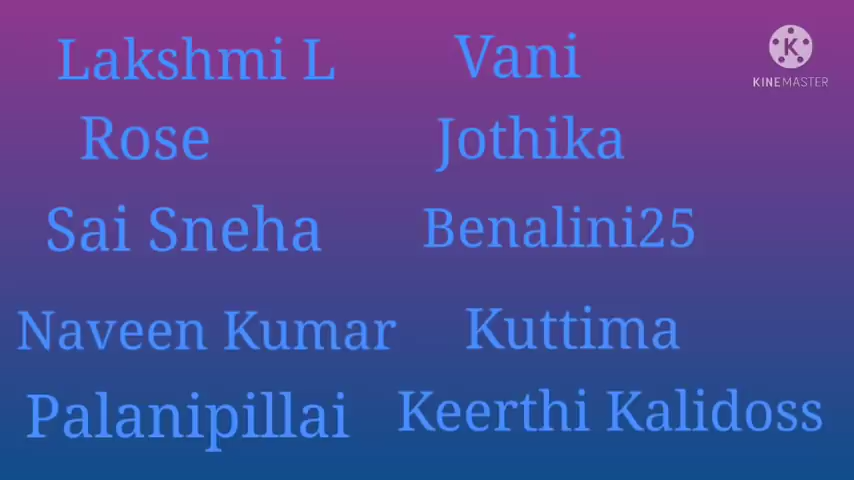 Lakshmi L
Vani
Rose
Jothika
Sai Sneha
Benalini25
Naveen Kumar
Kuttima
Palanipillai
Keerthi Kalidoss
K
KINEMASTER